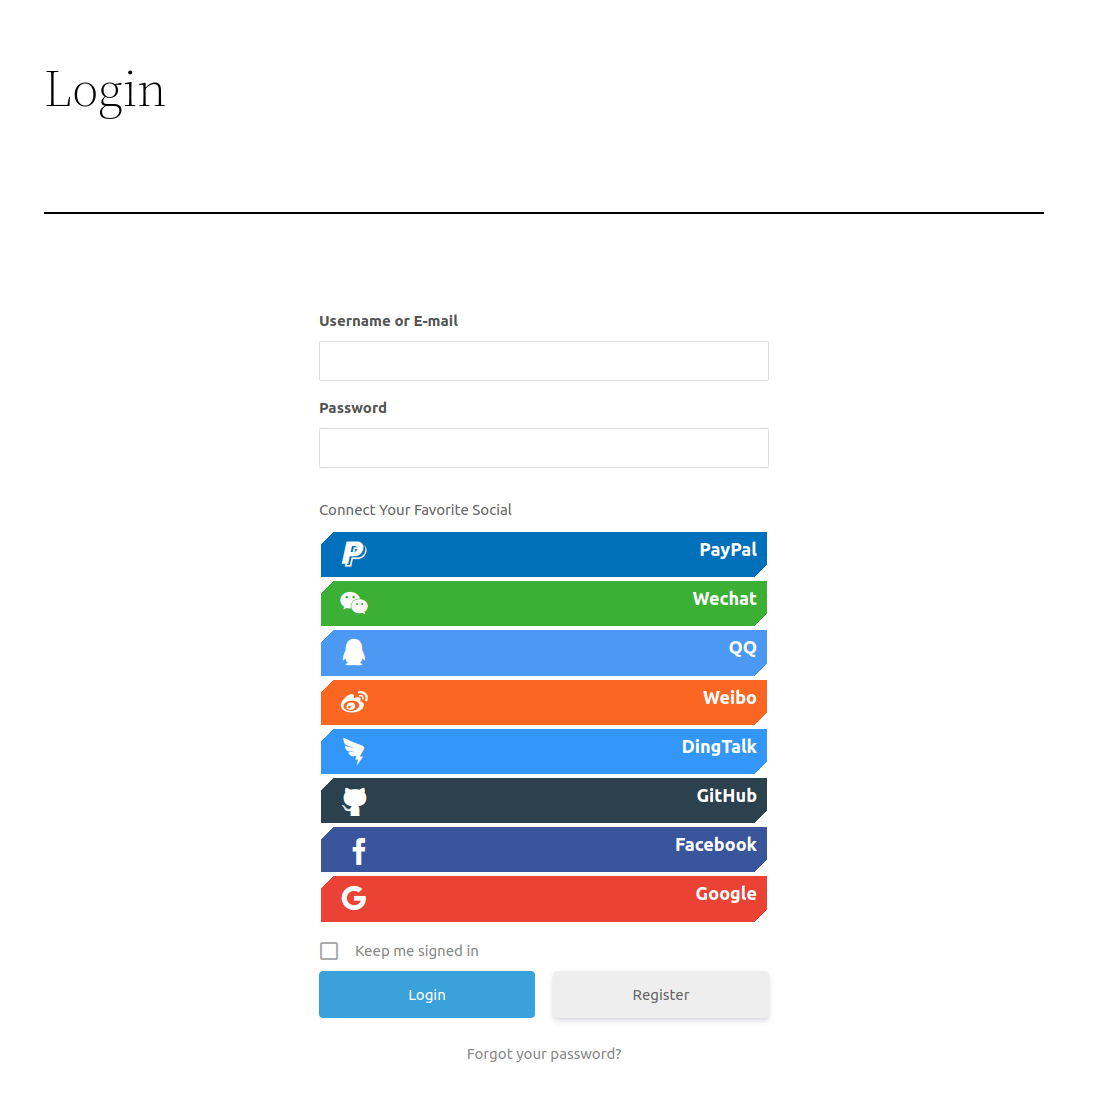 Login
Username or E-mail
Password
Connect Your Favorite Social
PayPal
Wechat
QQ
Weibo
DingTalk
GitHub
Facebook
Google
Keep me signed in
Login
Register
Forgot your password?